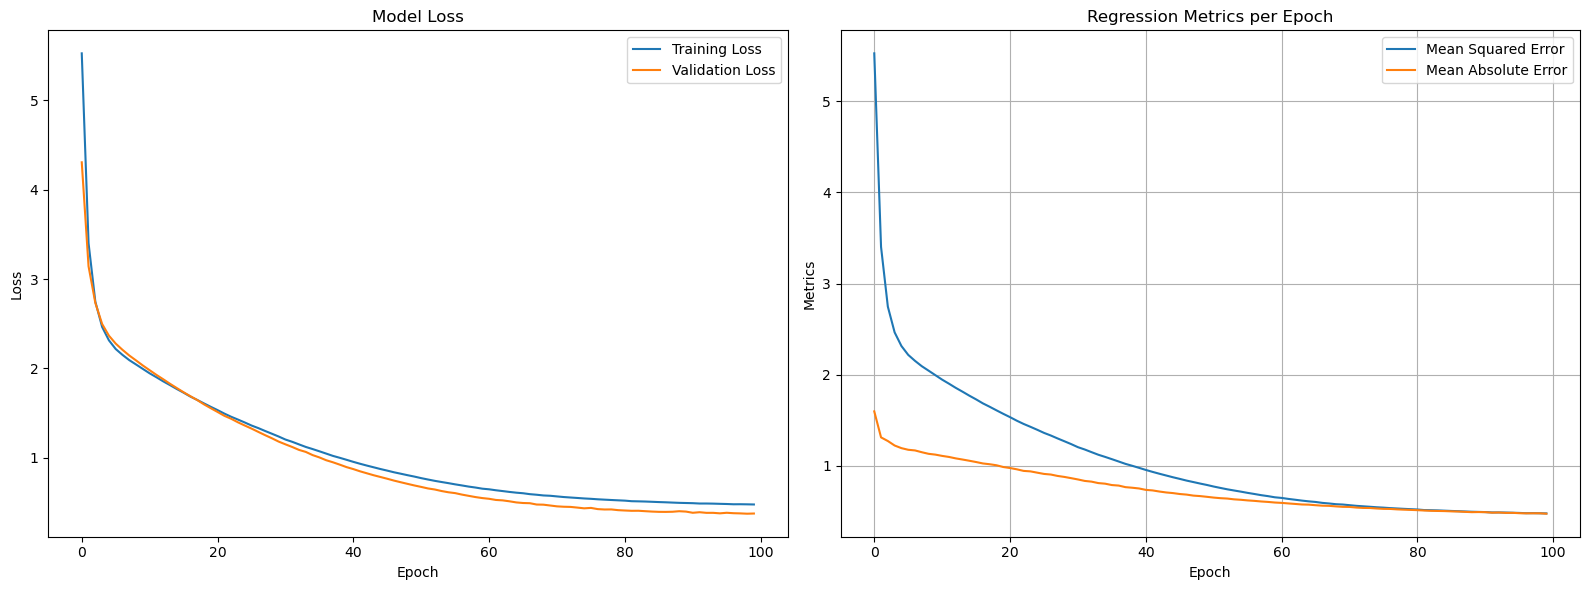 Model Loss
Training Loss
Validation Loss
Loss
5
4
3
2
1
0 20 40 60 80 100
Epoch
Regression Metrics per Epoch
Mean Squared Error
Mean Absolute Error
Metrics
5
4
3
2
1
0 20 40 60 80 100
Epoch